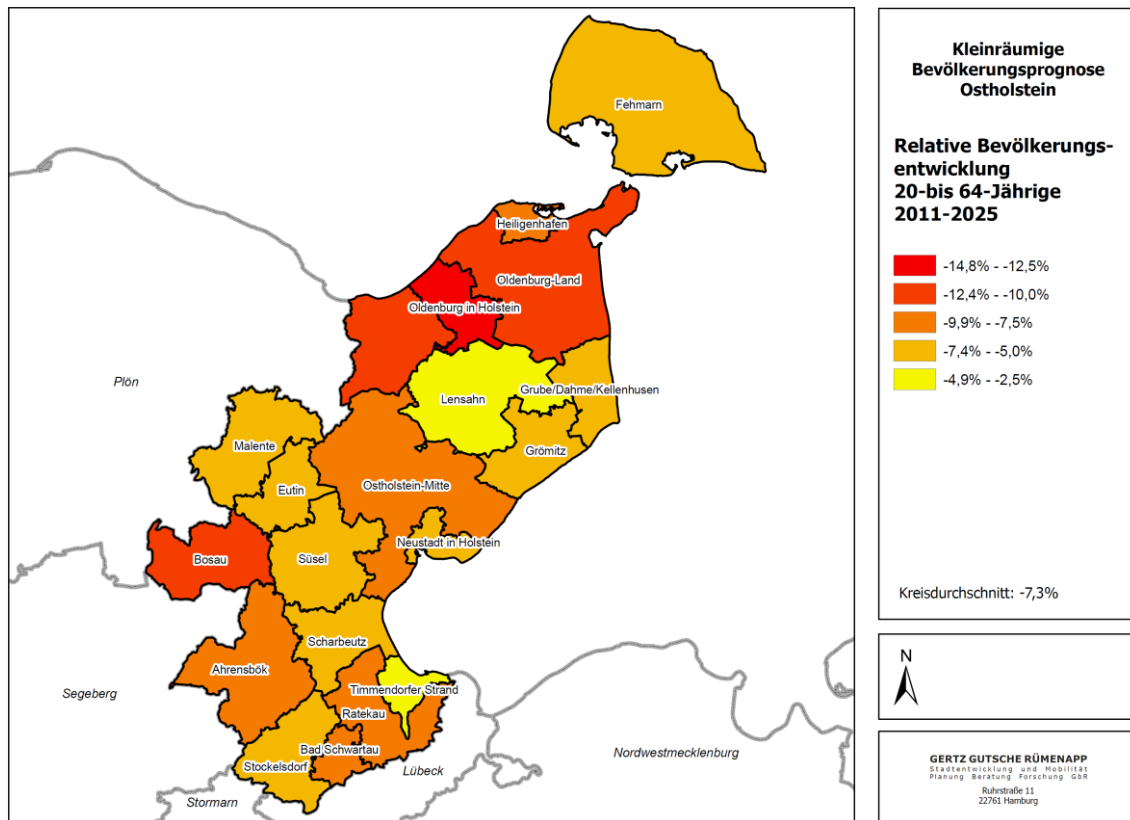 Fehmarn
Heiligenhafen
Oldenburg-Land
Oldenburg in Holstein
Plön
Grube/Dahme/Kellenhusen
Lensahn
Malente
Grömitz
Eutin
Ostholstein-Mitte
Neustadt in Holstein
Bosau
Süsel
Scharbeutz
Ahrensbök
Segeberg
Timmendorfer Strand
Ratekau
Bad Schwartau
Nordwestmecklenburg
Stockelsdorf
Lübeck
Stormarn
Kleinräumige
Bevölkerungsprognose
Ostholstein
Relative Bevölkerungs-
entwicklung
20-bis 64-Jährige
2011-2025
-14,8% - -12,5%
-12,4% - -10,0%
-9,9% - -7,5%
-7,4% - -5,0%
-4,9% - -2,5%
Kreisdurchschnitt: -7,3%
N
GERTZ GUTSCHE RÜMENAPP
Stadtentwicklung und Mobilität
Planung Beratung Forschung GbR
Ruhrstraße 11
22761 Hamburg